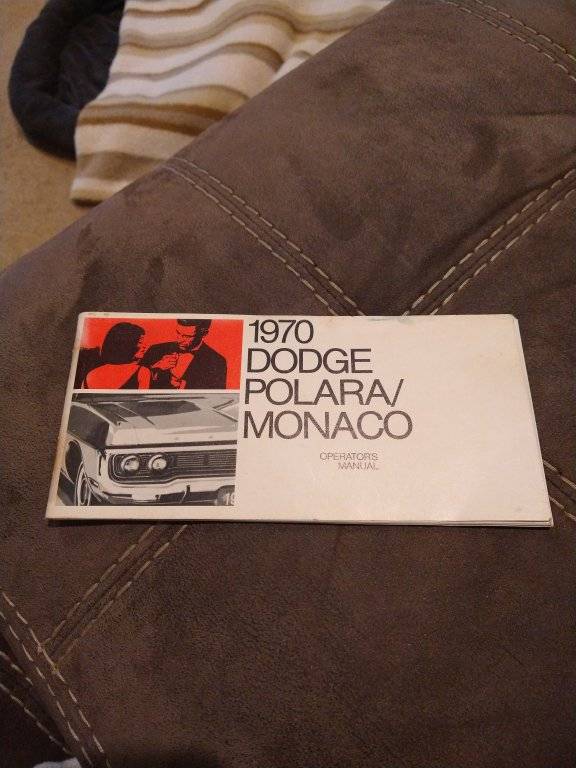 1970
DODGE
POLARA/
MONACO
OPERATOR'S
MANUAL